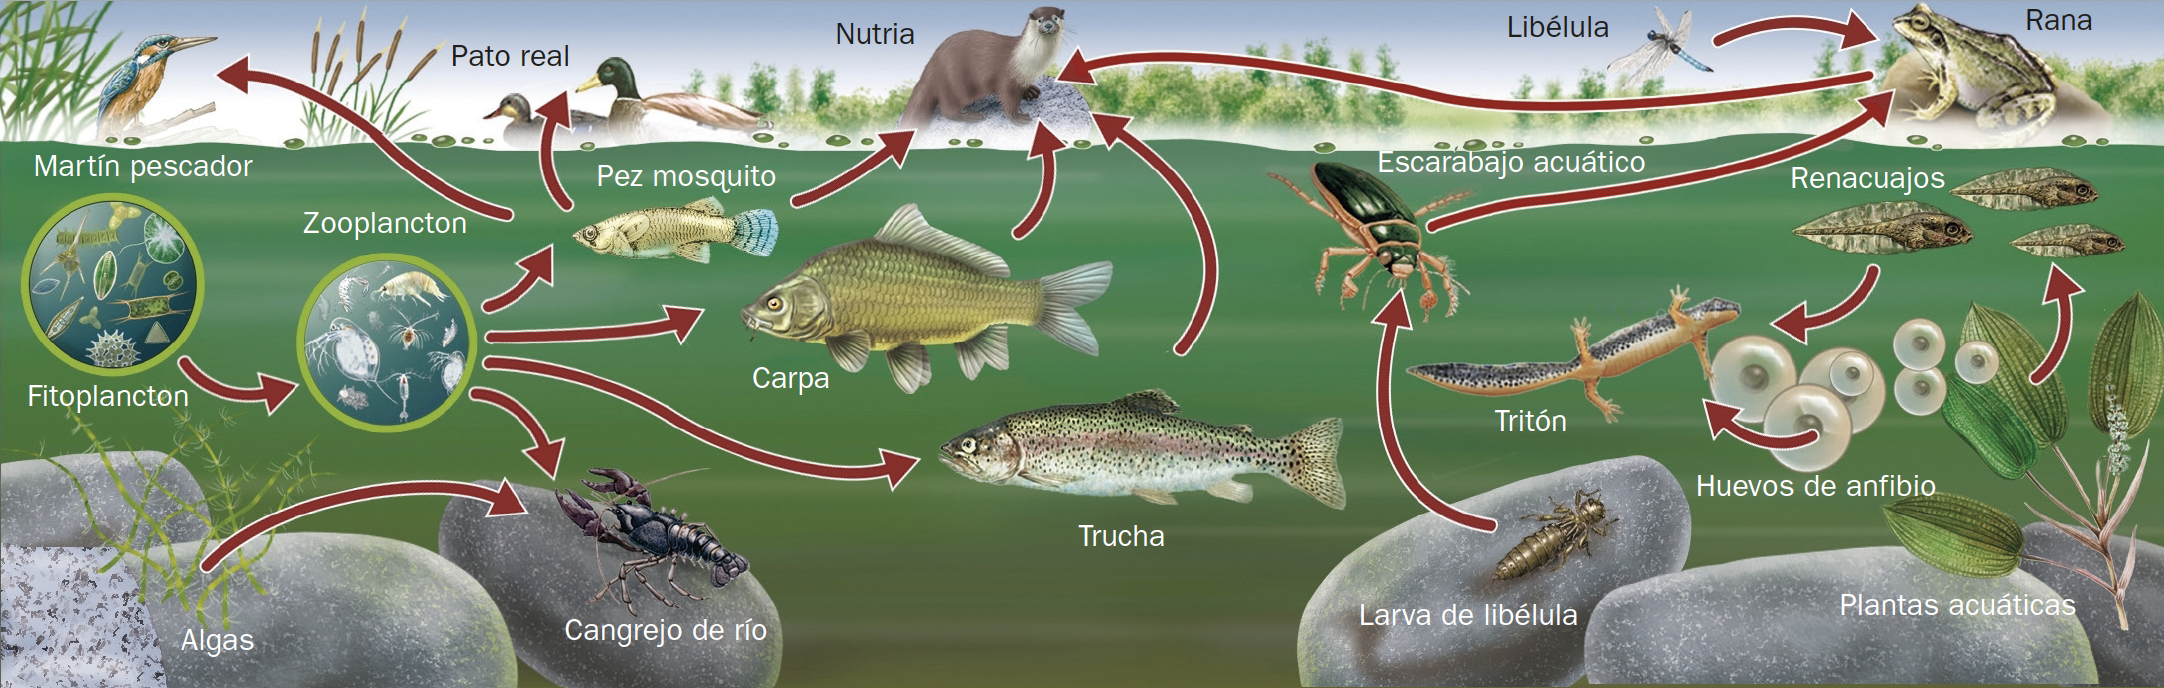 Martín pescador
Pato real
Nutria
Libélula
Rana
Zooplancton
Pez mosquito
Escarabajo acuático
Renacuajos
Fitoplancton
Carpa
Tritón
Huevos de anfibio
Trucha
Algas
Cangrejo de río
Larva de libélula
Plantas acuáticas